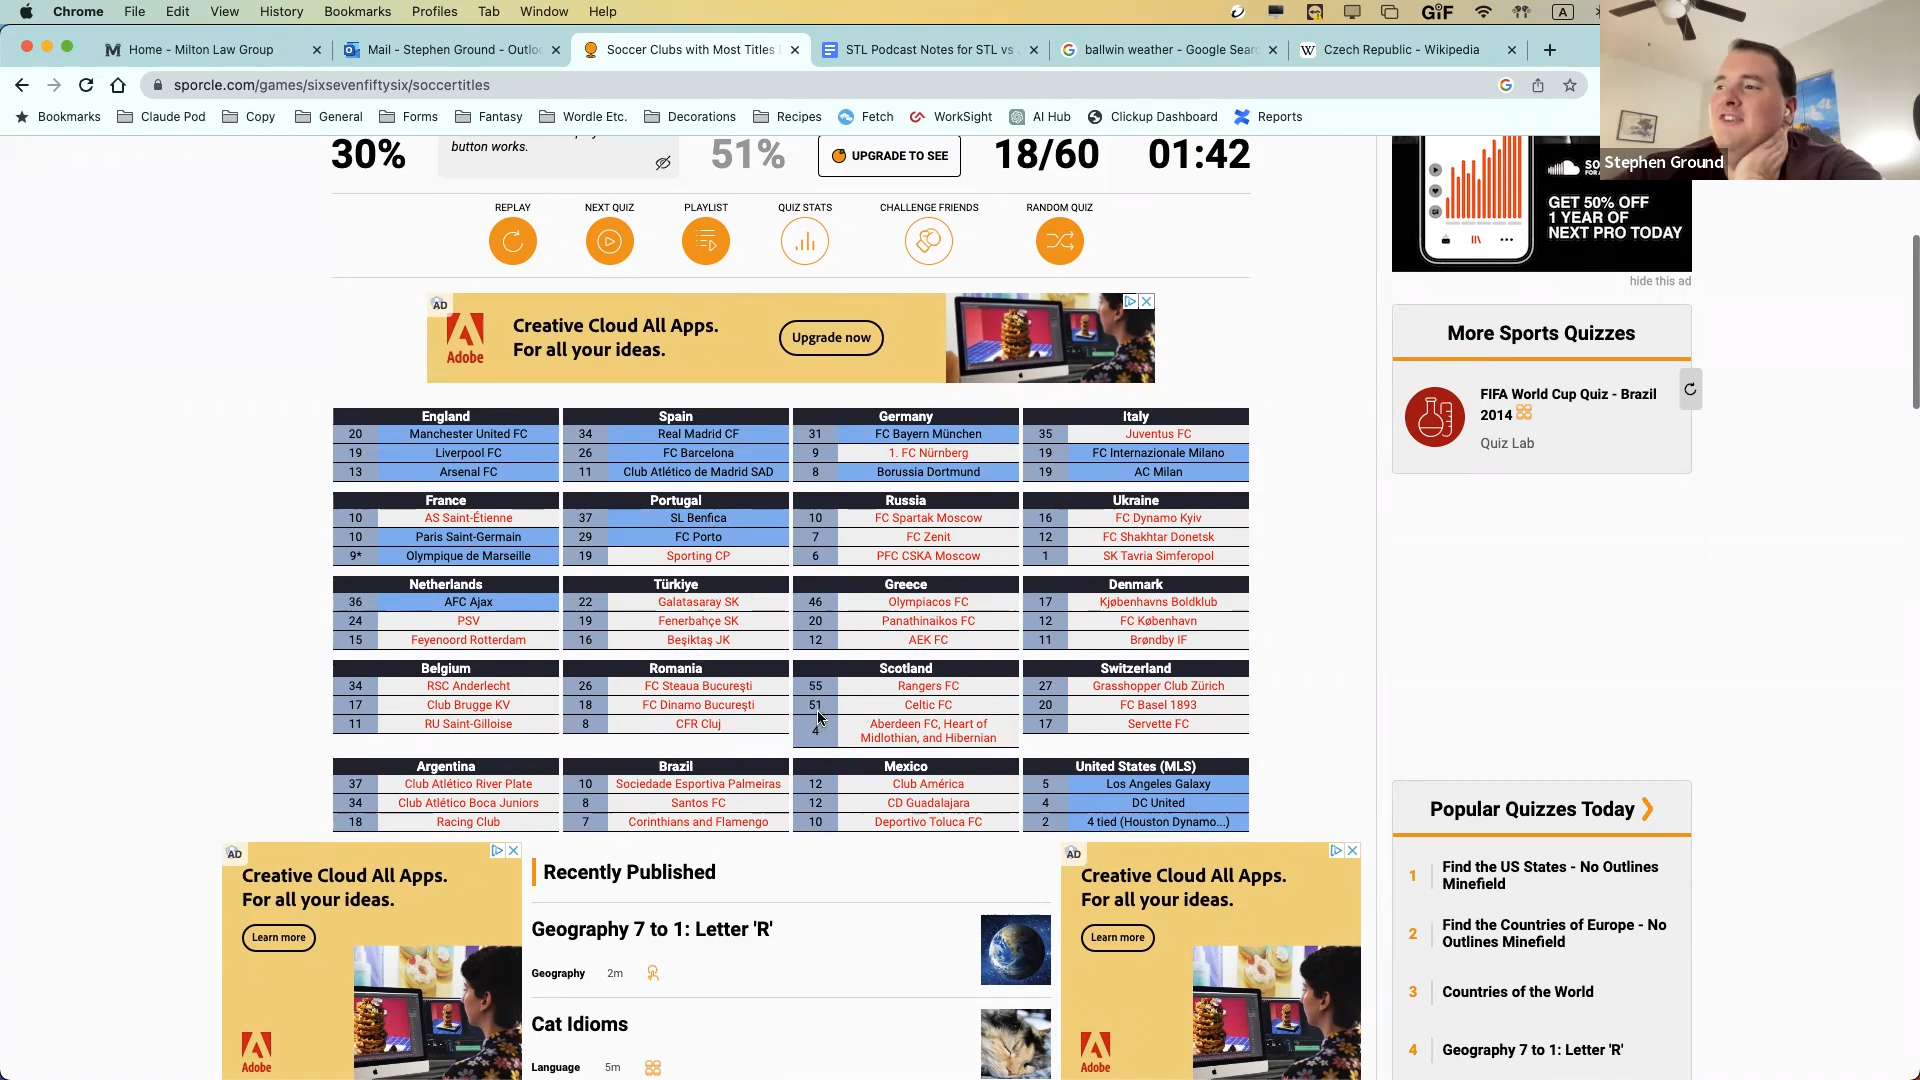 Chrome File Edit View History Bookmarks Profiles Tab Window Help
GIF A
Home - Milton Law Group
Mail - Stephen Ground - Outlo
Soccer Clubs with Most Titles
STL Podcast Notes for STL vs
ballwin weather - Google Sear
Czech Republic - Wikipedia
sporcle.com/games/sixsevenfiftysix/soccertitles
Bookmarks Claude Pod Copy General Forms Fantasy Wordle Etc. Decorations Recipes Fetch WorkSight AI Hub Clickup Dashboard Reports
Stephen Ground
30% button works. 51% UPGRADE TO SEE 18/60 01:42
REPLAY NEXT QUIZ PLAYLIST QUIZ STATS CHALLENGE FRIENDS RANDOM QUIZ
AD
Adobe
Creative Cloud All Apps.
For all your ideas.
Upgrade now
England Spain Germany Italy
20 Manchester United FC 34 Real Madrid CF 31 FC Bayern München 35 Juventus FC
19 Liverpool FC 26 FC Barcelona 9 1. FC Nürnberg 19 FC Internazionale Milano
13 Arsenal FC 11 Club Atlético de Madrid SAD 8 Borussia Dortmund 19 AC Milan
France Portugal Russia Ukraine
10 AS Saint-Étienne 37 SL Benfica 10 FC Spartak Moscow 16 FC Dynamo Kyiv
10 Paris Saint-Germain 29 FC Porto 7 FC Zenit 12 FC Shakhtar Donetsk
9* Olympique de Marseille 19 Sporting CP 6 PFC CSKA Moscow 1 SK Tavria Simferopol
Netherlands Türkiye Greece Denmark
36 AFC Ajax 22 Galatasaray SK 46 Olympiacos FC 17 Kjøbenhavns Boldklub
24 PSV 19 Fenerbahçe SK 20 Panathinaikos FC 12 FC København
15 Feyenoord Rotterdam 16 Beşiktaş JK 12 AEK FC 11 Brøndby IF
Belgium Romania Scotland Switzerland
34 RSC Anderlecht 26 FC Steaua Bucureşti 55 Rangers FC 27 Grasshopper Club Zürich
17 Club Brugge KV 18 FC Dinamo Bucureşti 51 Celtic FC 20 FC Basel 1893
11 RU Saint-Gilloise 8 CFR Cluj 4 Aberdeen FC, Heart of Midlothian, and Hibernian 17 Servette FC
Argentina Brazil Mexico United States (MLS)
37 Club Atlético River Plate 10 Sociedade Esportiva Palmeiras 12 Club América 5 Los Angeles Galaxy
34 Club Atlético Boca Juniors 8 Santos FC 12 CD Guadalajara 4 DC United
18 Racing Club 7 Corinthians and Flamengo 10 Deportivo Toluca FC 2 4 tied (Houston Dynamo...)
AD
Creative Cloud All Apps.
For all your ideas.
Learn more
Adobe
Recently Published
Geography 7 to 1: Letter 'R'
Geography 2m
Cat Idioms
Language 5m
AD
Creative Cloud All Apps.
For all your ideas.
Learn more
Adobe
GET 50% OFF
1 YEAR OF
NEXT PRO TODAY
hide this ad
More Sports Quizzes
FIFA World Cup Quiz - Brazil
2014
Quiz Lab
Popular Quizzes Today
1 Find the US States - No Outlines
Minefield
2 Find the Countries of Europe - No
Outlines Minefield
3 Countries of the World
4 Geography 7 to 1: Letter 'R'